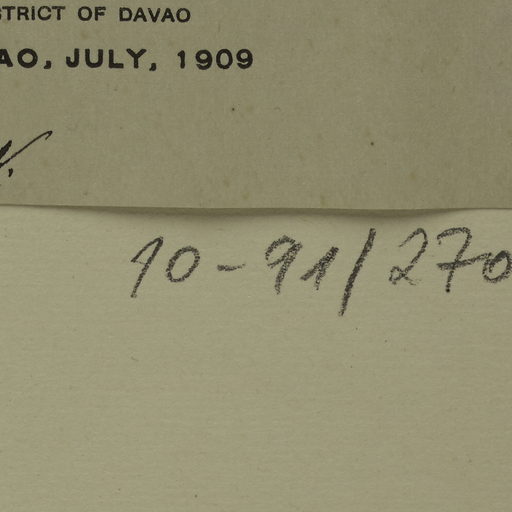 STRICT OF DAVAO
AO, JULY, 1909
10-91/270